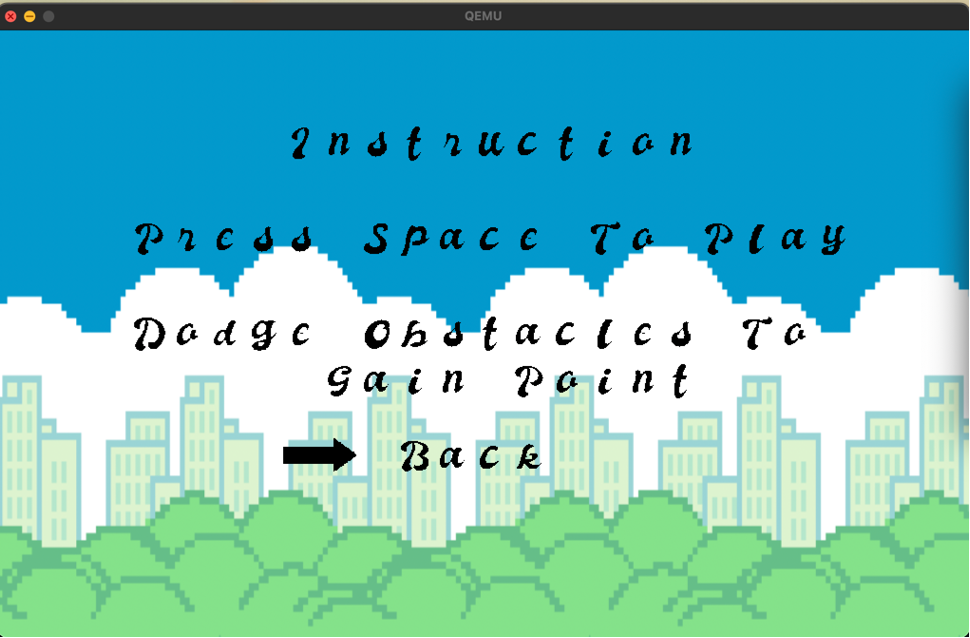 QEMU
Instruction
Press Space To Play
Dodge Obstacles To
Gain Point
Back